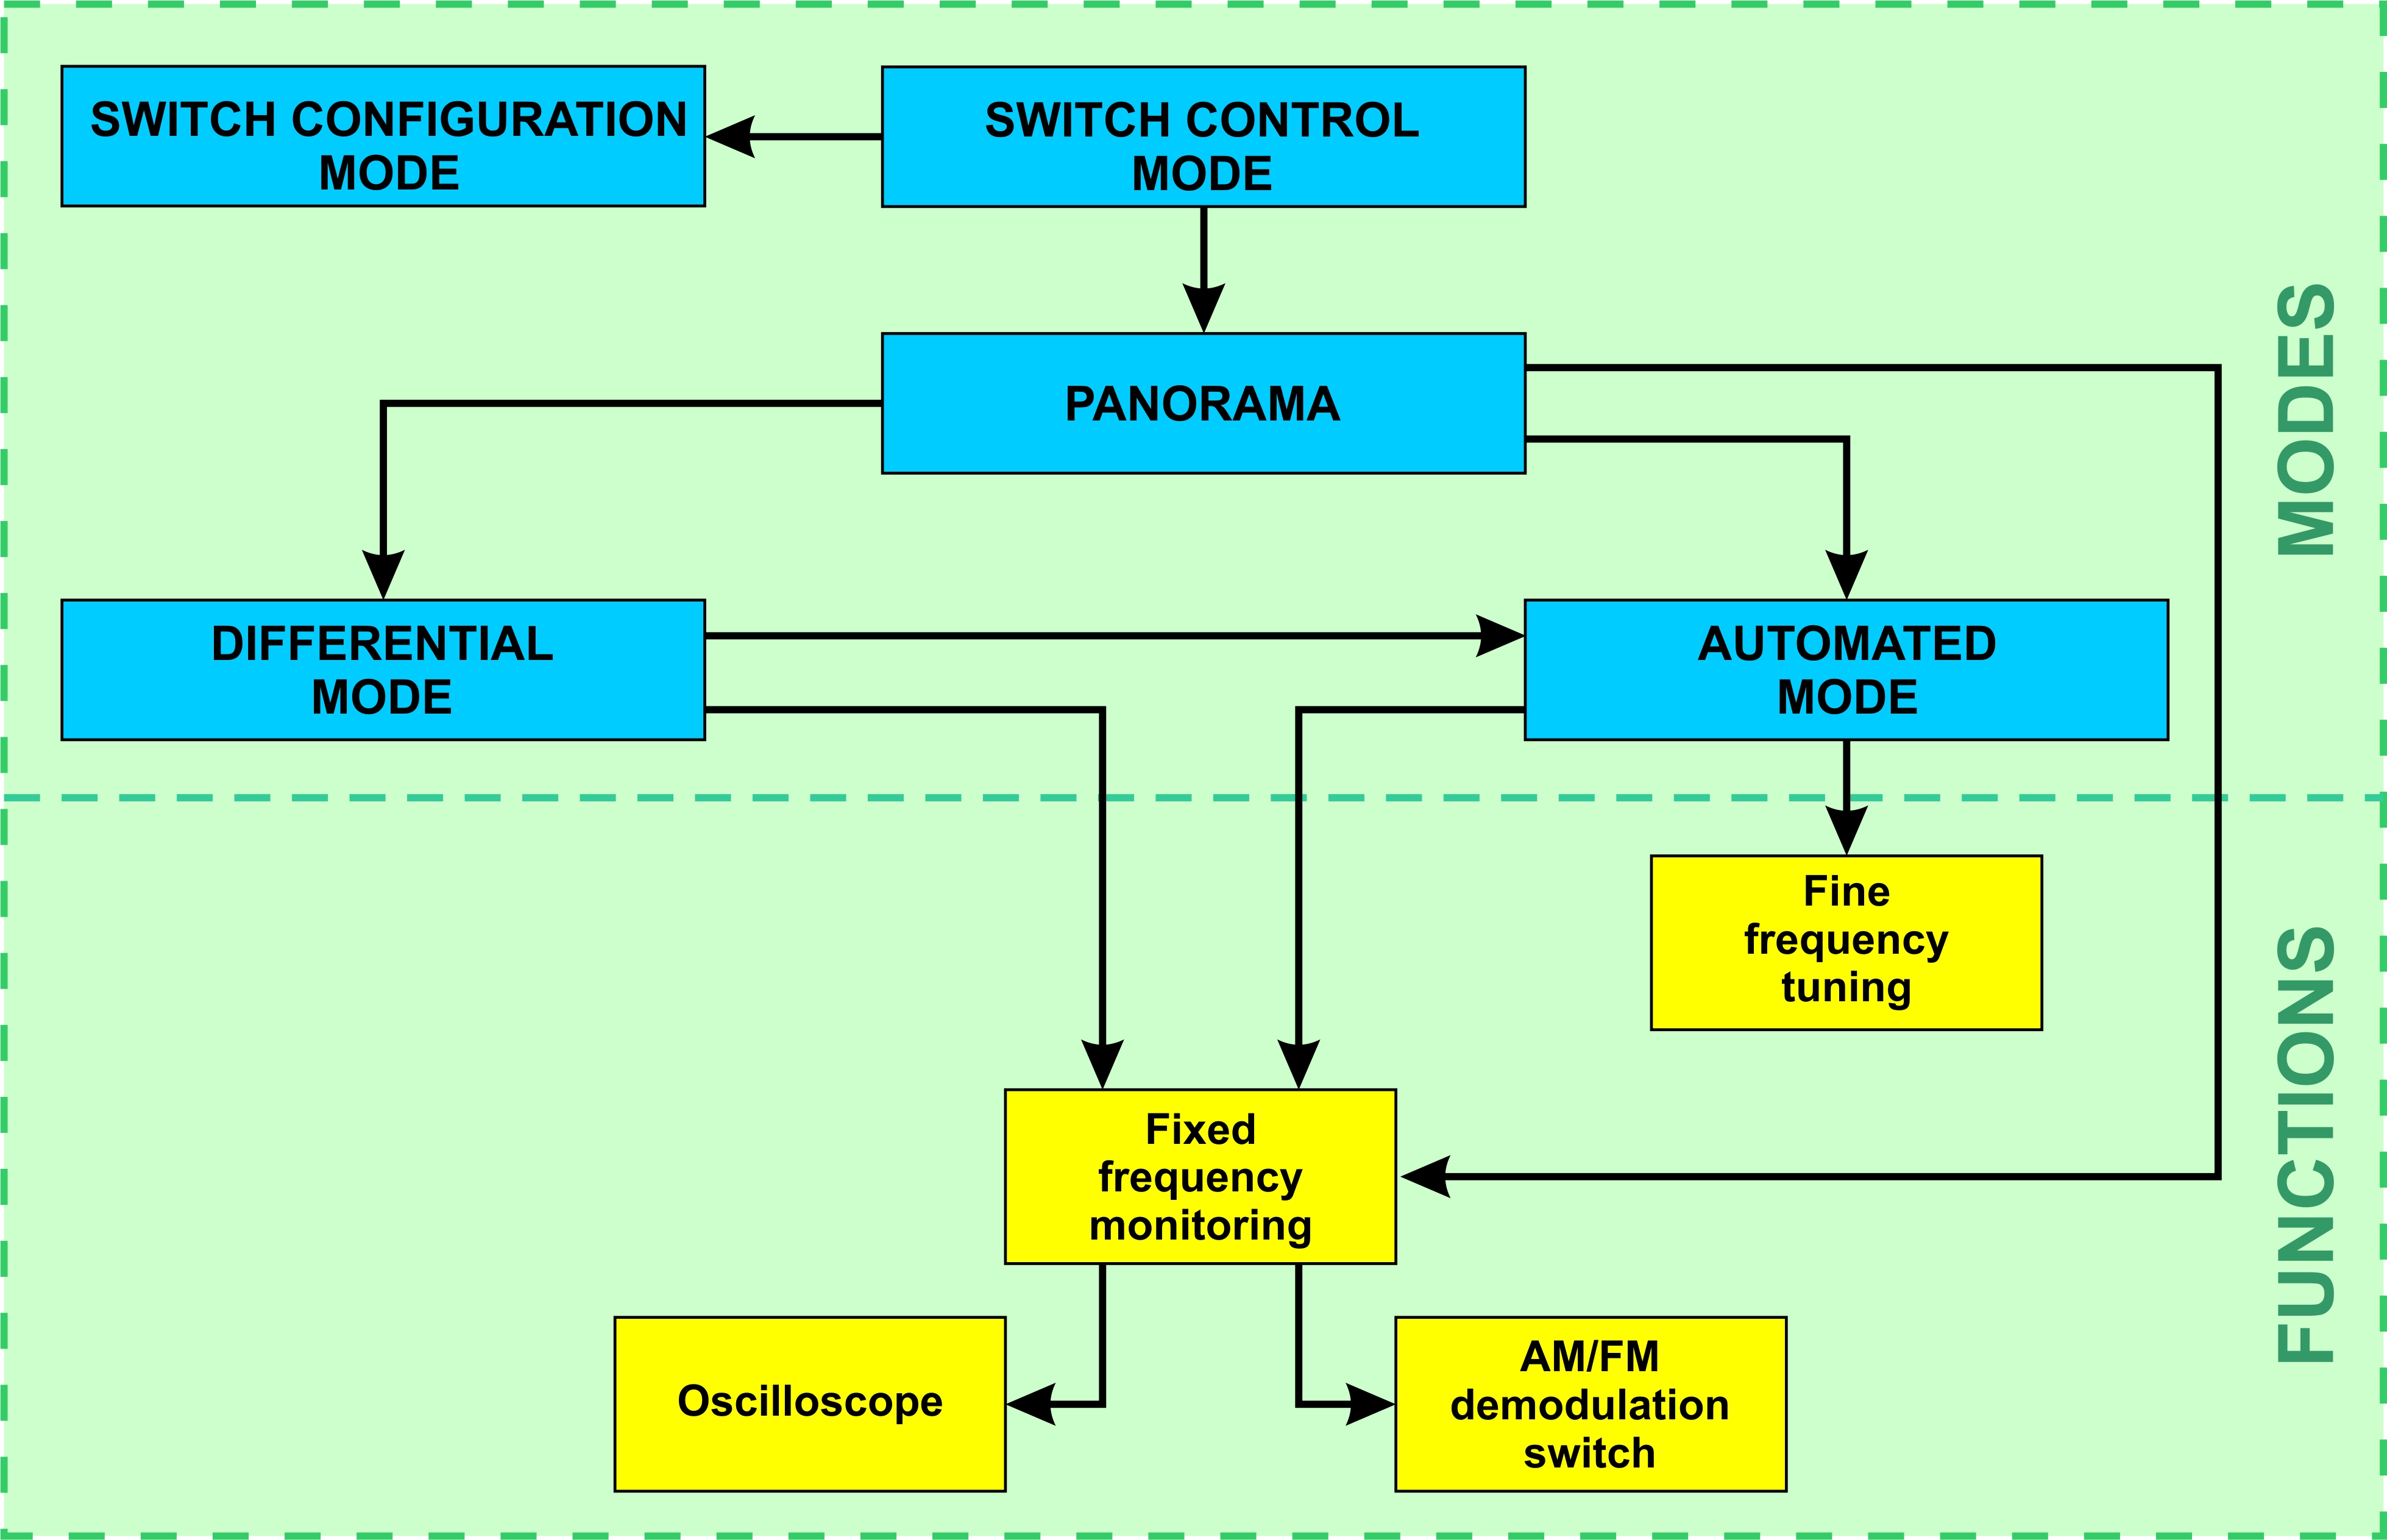 SWITCH CONFIGURATION
MODE
SWITCH CONTROL
MODE
PANORAMA
MODES
DIFFERENTIAL
MODE
AUTOMATED
MODE
Fine
frequency
tuning
FUNCTIONS
Fixed
frequency
monitoring
Oscilloscope
AM/FM
demodulation
switch